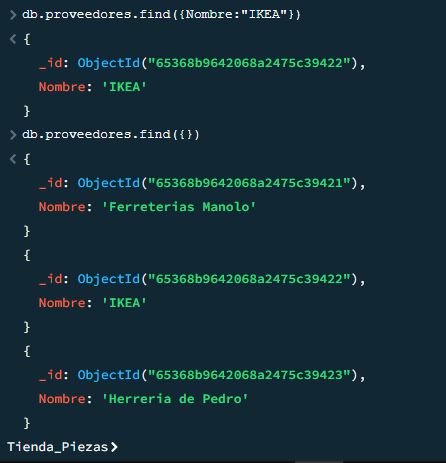 > db.proveedores.find({Nombre:"IKEA"})
< {
_id: ObjectId("65368b9642068a2475c39422"),
Nombre: 'IKEA'
}
> db.proveedores.find({})
< {
_id: ObjectId("65368b9642068a2475c39421"),
Nombre: 'Ferreterias Manolo'
}
{
_id: ObjectId("65368b9642068a2475c39422"),
Nombre: 'IKEA'
}
{
_id: ObjectId("65368b9642068a2475c39423"),
Nombre: 'Herreria de Pedro'
}
Tienda_Piezas>